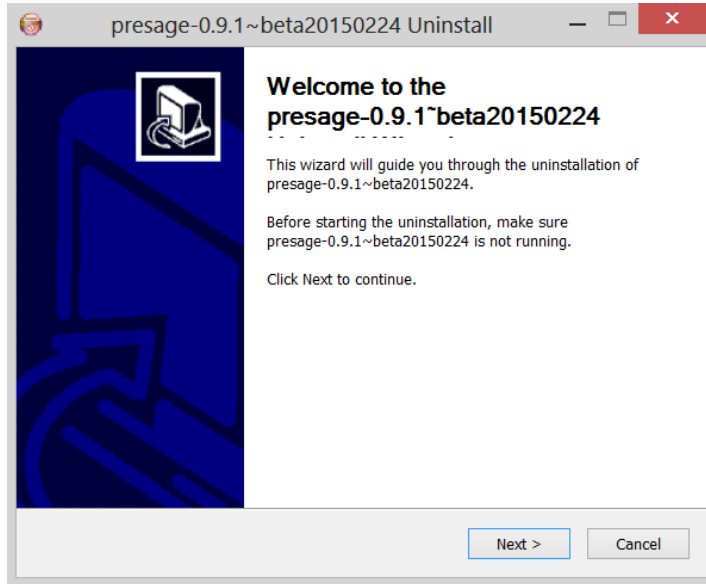 presage-0.9.1~beta20150224 Uninstall
Welcome to the
presage-0.9.1~beta20150224
This wizard will guide you through the uninstallation of
presage-0.9.1~beta20150224.
Before starting the uninstallation, make sure
presage-0.9.1~beta20150224 is not running.
Click Next to continue.
Next >
Cancel